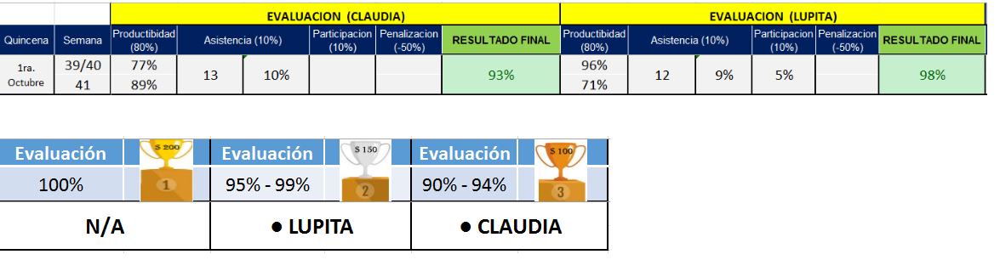 EVALUACION (CLAUDIA) EVALUACION (LUPITA)
Quincena Semana Productibidad (80%) Asistencia (10%) Participacion (10%) Penalizacion (-50%) RESULTADO FINAL Productibidad (80%) Asistencia (10%) Participacion (10%) Penalizacion (-50%) RESULTADO FINAL
1ra. Octubre 39/40 77% 13 10% 93% 96% 12 9% 5% 98%
41 89% 71%
Evaluación $ 200 Evaluación $ 150 Evaluación $ 100
100% 1 95% - 99% 2 90% - 94% 3
N/A • LUPITA • CLAUDIA